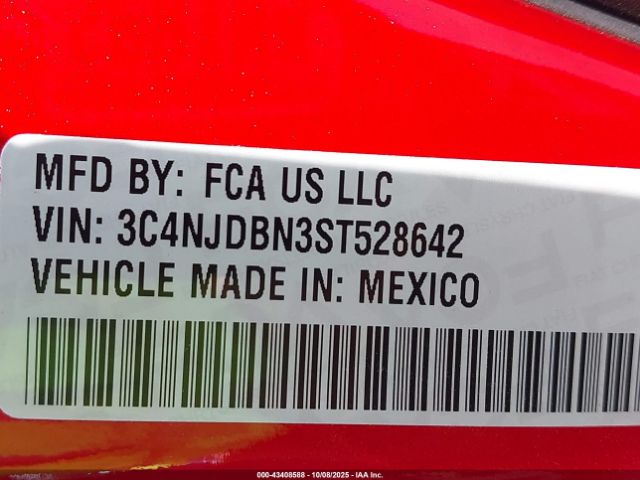 MFD BY: FCA US LLC
VIN: 3C4NJDBN3ST528642
VEHICLE MADE IN: MEXICO
000-43408588 - 10/08/2025 - IAA Inc.